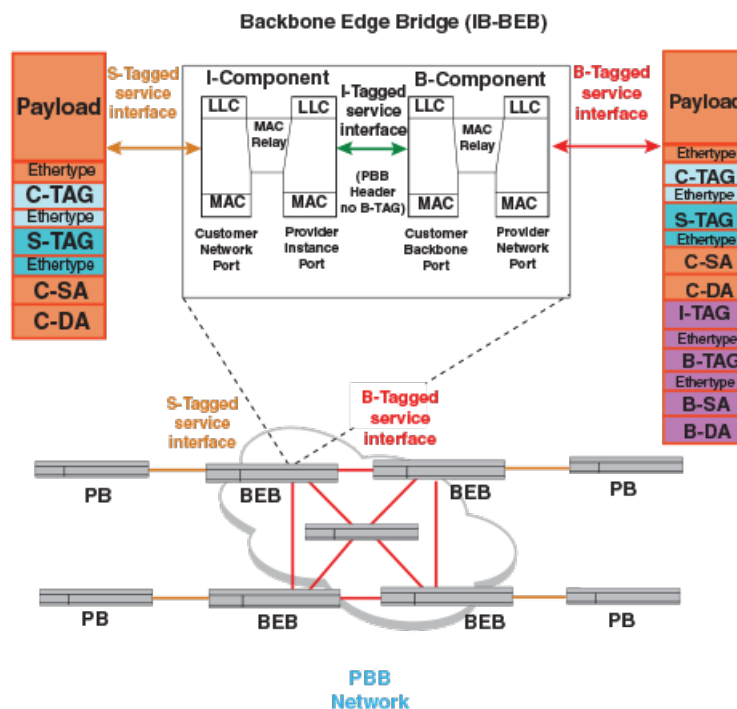 Backbone Edge Bridge (IB-BEB)
Payload
Ethertype
C-TAG
Ethertype
S-TAG
Ethertype
C-SA
C-DA
S-Tagged
service
interface
I-Component
LLC
LLC
MAC
Relay
MAC
MAC
Customer
Network
Port
Provider
Instance
Port
I-Tagged
service
interface
(PBB
Header
no B-TAG)
B-Component
LLC
LLC
MAC
Relay
MAC
MAC
Customer
Backbone
Port
Provider
Network
Port
B-Tagged
service
interface
Payload
Ethertype
C-TAG
Ethertype
S-TAG
Ethertype
C-SA
C-DA
I-TAG
Ethertype
B-TAG
Ethertype
B-SA
B-DA
S-Tagged
service
interface
B-Tagged
service
interface
PB
BEB
BEB
PB
PB
BEB
BEB
PB
PBB
Network